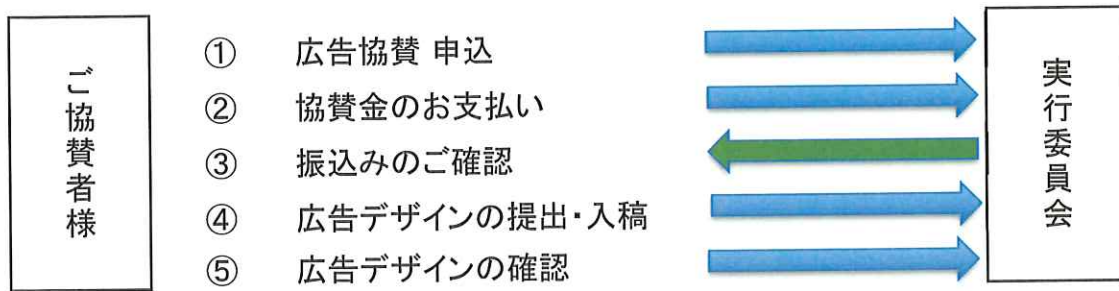 ご協賛者様
① 広告協賛 申込
② 協賛金のお支払い
③ 振込みのご確認
④ 広告デザインの提出・入稿
⑤ 広告デザインの確認
実行委員会